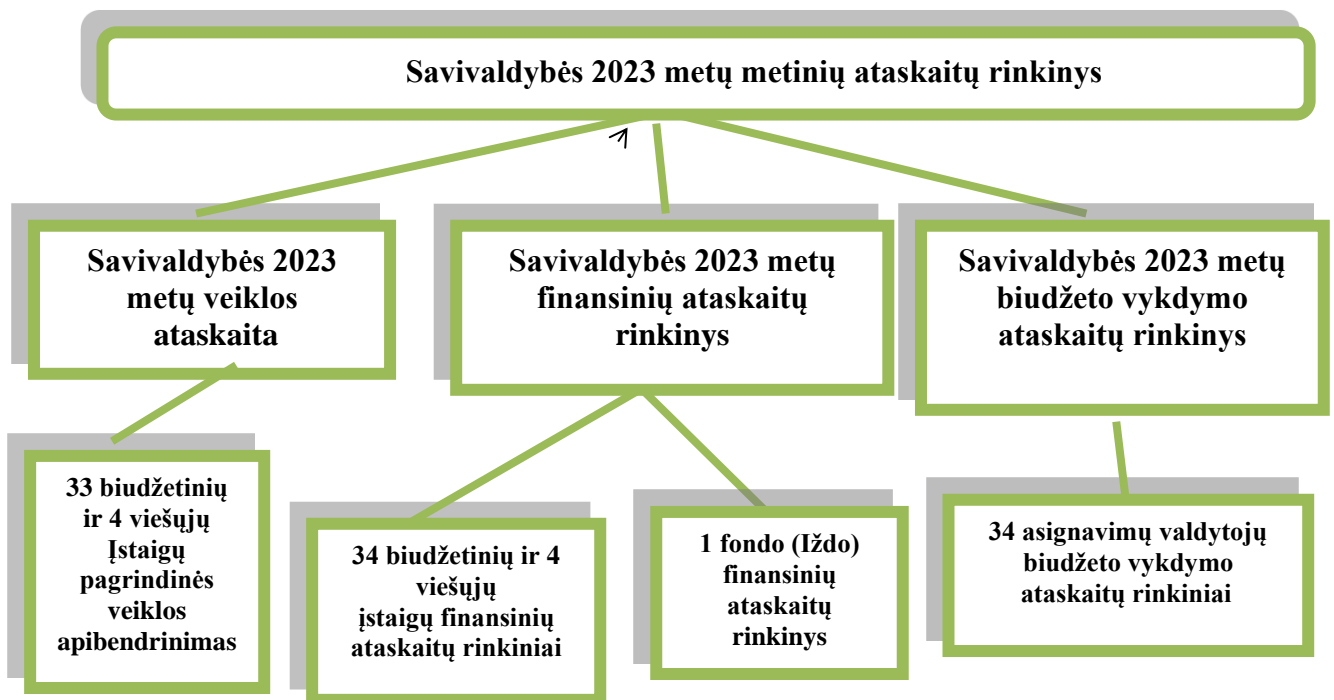 Savivaldybės 2023 metų metinių ataskaitų rinkinys
Savivaldybės 2023
metų veiklos
ataskaita
Savivaldybės 2023 metų
finansinių ataskaitų
rinkinys
Savivaldybės 2023 metų
biudžeto vykdymo
ataskaitų rinkinys
33 biudžetinių
ir 4 viešųjų
Įstaigų
pagrindinės
veiklos
apibendrinimas
34 biudžetinių ir 4
viešųjų
įstaigų finansinių
ataskaitų rinkiniai
1 fondo (Iždo)
finansinių
ataskaitų
rinkinys
34 asignavimų valdytojų
biudžeto vykdymo
ataskaitų rinkiniai